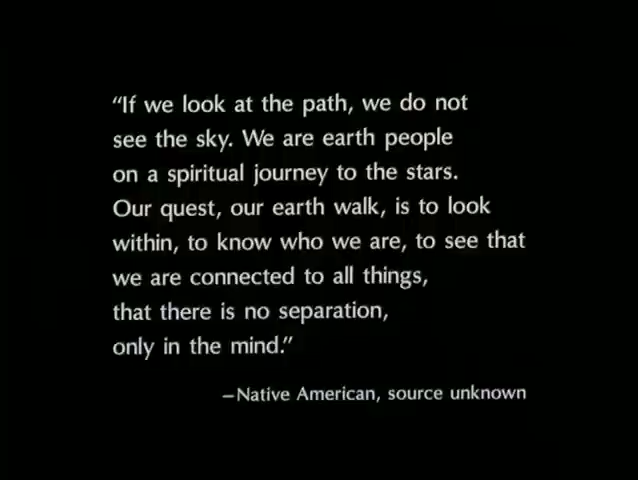 “If we look at the path, we do not
see the sky. We are earth people
on a spiritual journey to the stars.
Our quest, our earth walk, is to look
within, to know who we are, to see that
we are connected to all things,
that there is no separation,
only in the mind.”
—Native American, source unknown